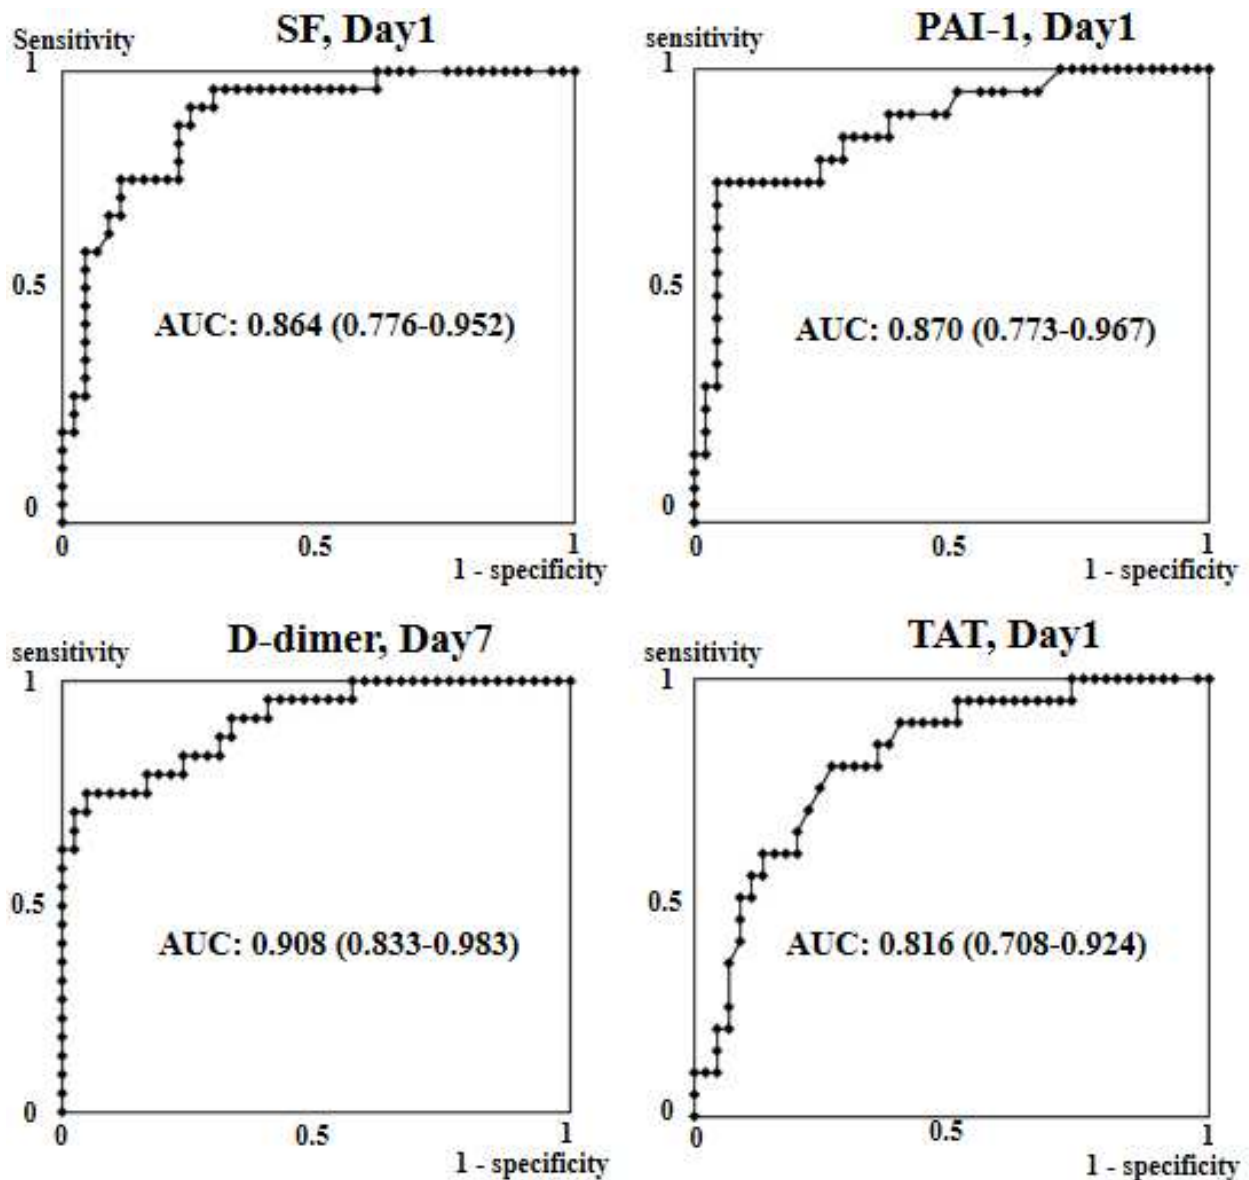 SF, Day1
Sensitivity
1
0.5
AUC: 0.864 (0.776-0.952)
0
0 0.5 1
1 - specificity
PAI-1, Day1
sensitivity
1
0.5
AUC: 0.870 (0.773-0.967)
0
0 0.5 1
1 - specificity
D-dimer, Day7
sensitivity
1
0.5
AUC: 0.908 (0.833-0.983)
0
0 0.5 1
1 - specificity
TAT, Day1
sensitivity
1
0.5
AUC: 0.816 (0.708-0.924)
0
0 0.5 1
1 - specificity